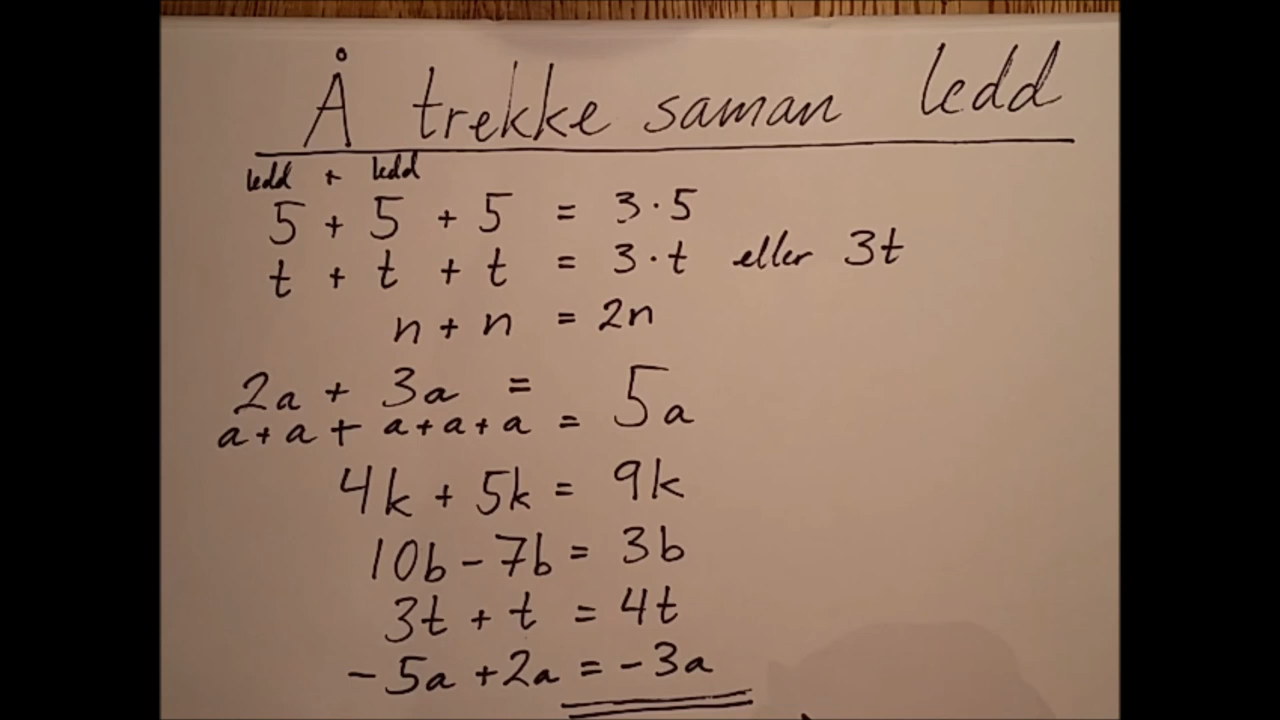 Å trekke saman ledd
ledd + ledd
5 + 5 + 5 = 3·5
t + t + t = 3·t eller 3t
n + n = 2n
2a + 3a =
a+a + a+a+a = 5a
4k + 5k = 9k
10b - 7b = 3b
3t + t = 4t
-5a +2a = -3a